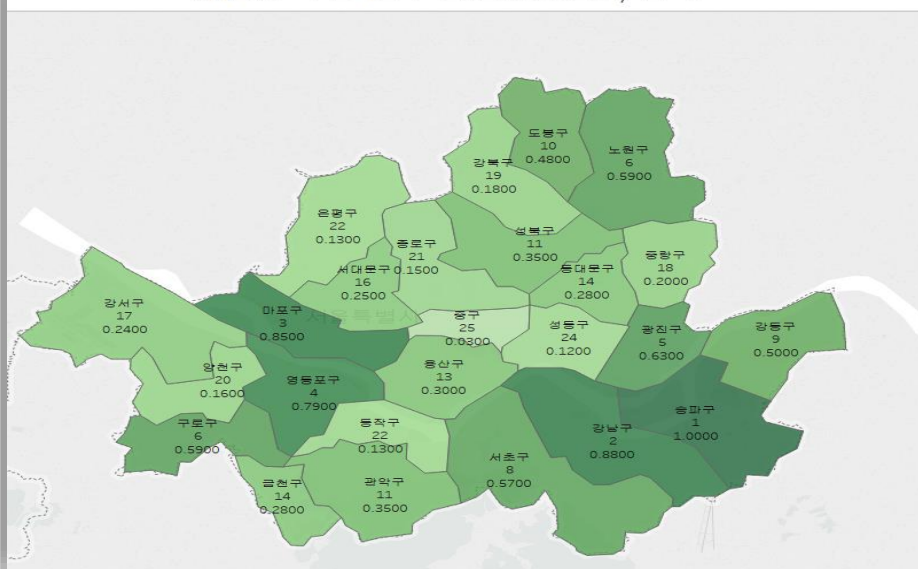 도봉구
10
0.4800
노원구
6
0.5900
강북구
19
0.1800
은평구
22
0.1300
종로구
21
0.1500
성북구
11
0.3500
서대문구
16
0.2500
동대문구
14
0.2800
중랑구
18
0.2000
강서구
17
0.2400
마포구
3
0.8500
서울특별시
중구
25
0.0300
성동구
24
0.1200
광진구
5
0.6300
강동구
9
0.5000
양천구
20
0.1600
영등포구
4
0.7900
용산구
13
0.3000
구로구
6
0.5900
동작구
22
0.1300
강남구
2
0.8800
송파구
1
1.0000
금천구
14
0.2800
관악구
11
0.3500
서초구
8
0.5700